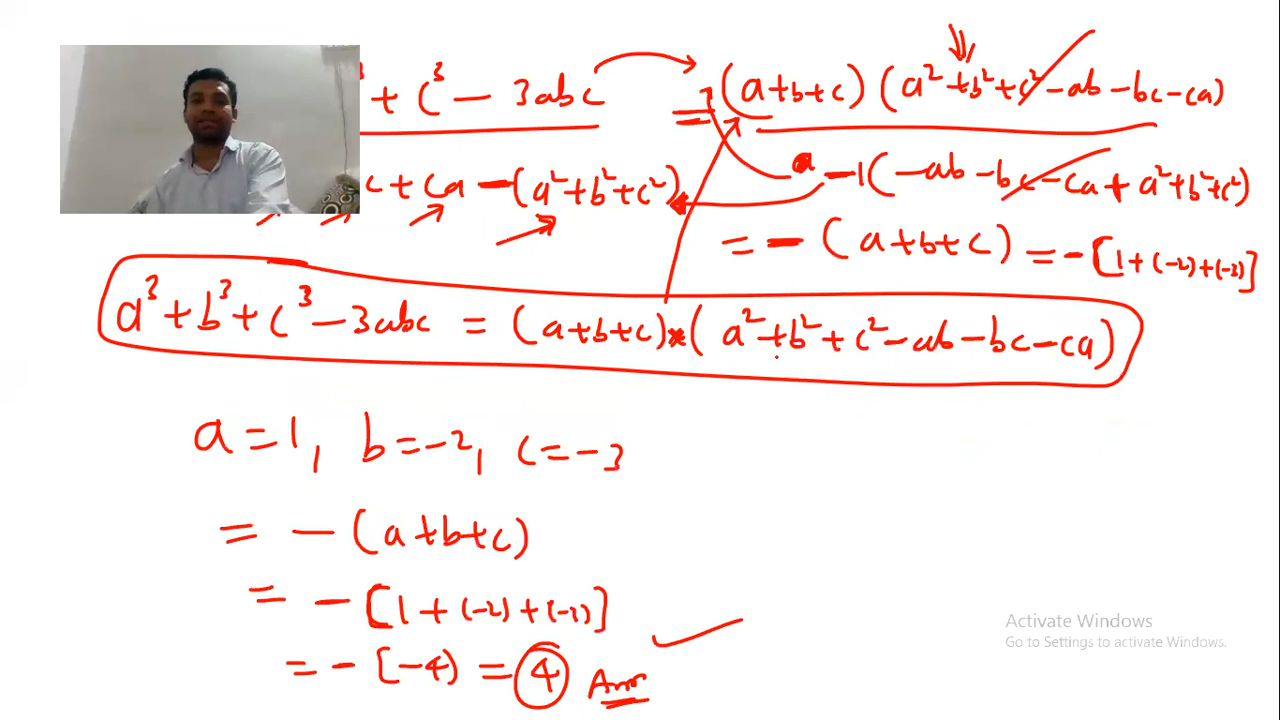 ³ + c³ − 3abc = (a+b+c) (a² + b² + c² − ab − bc − ca)
c + ca − (a² + b² + c²) −1(−ab − bc − ca + a² + b² + c²)
= − (a+b+c) = −[1+(−2)+(−3)]
a³ + b³ + c³ − 3abc = (a+b+c) * (a² + b² + c² − ab − bc − ca)
a = 1, b = −2, c = −3
= − (a+b+c)
= − [1 + (−2) + (−3)]
= − [−4) = 4 Ans
Activate Windows
Go to Settings to activate Windows.